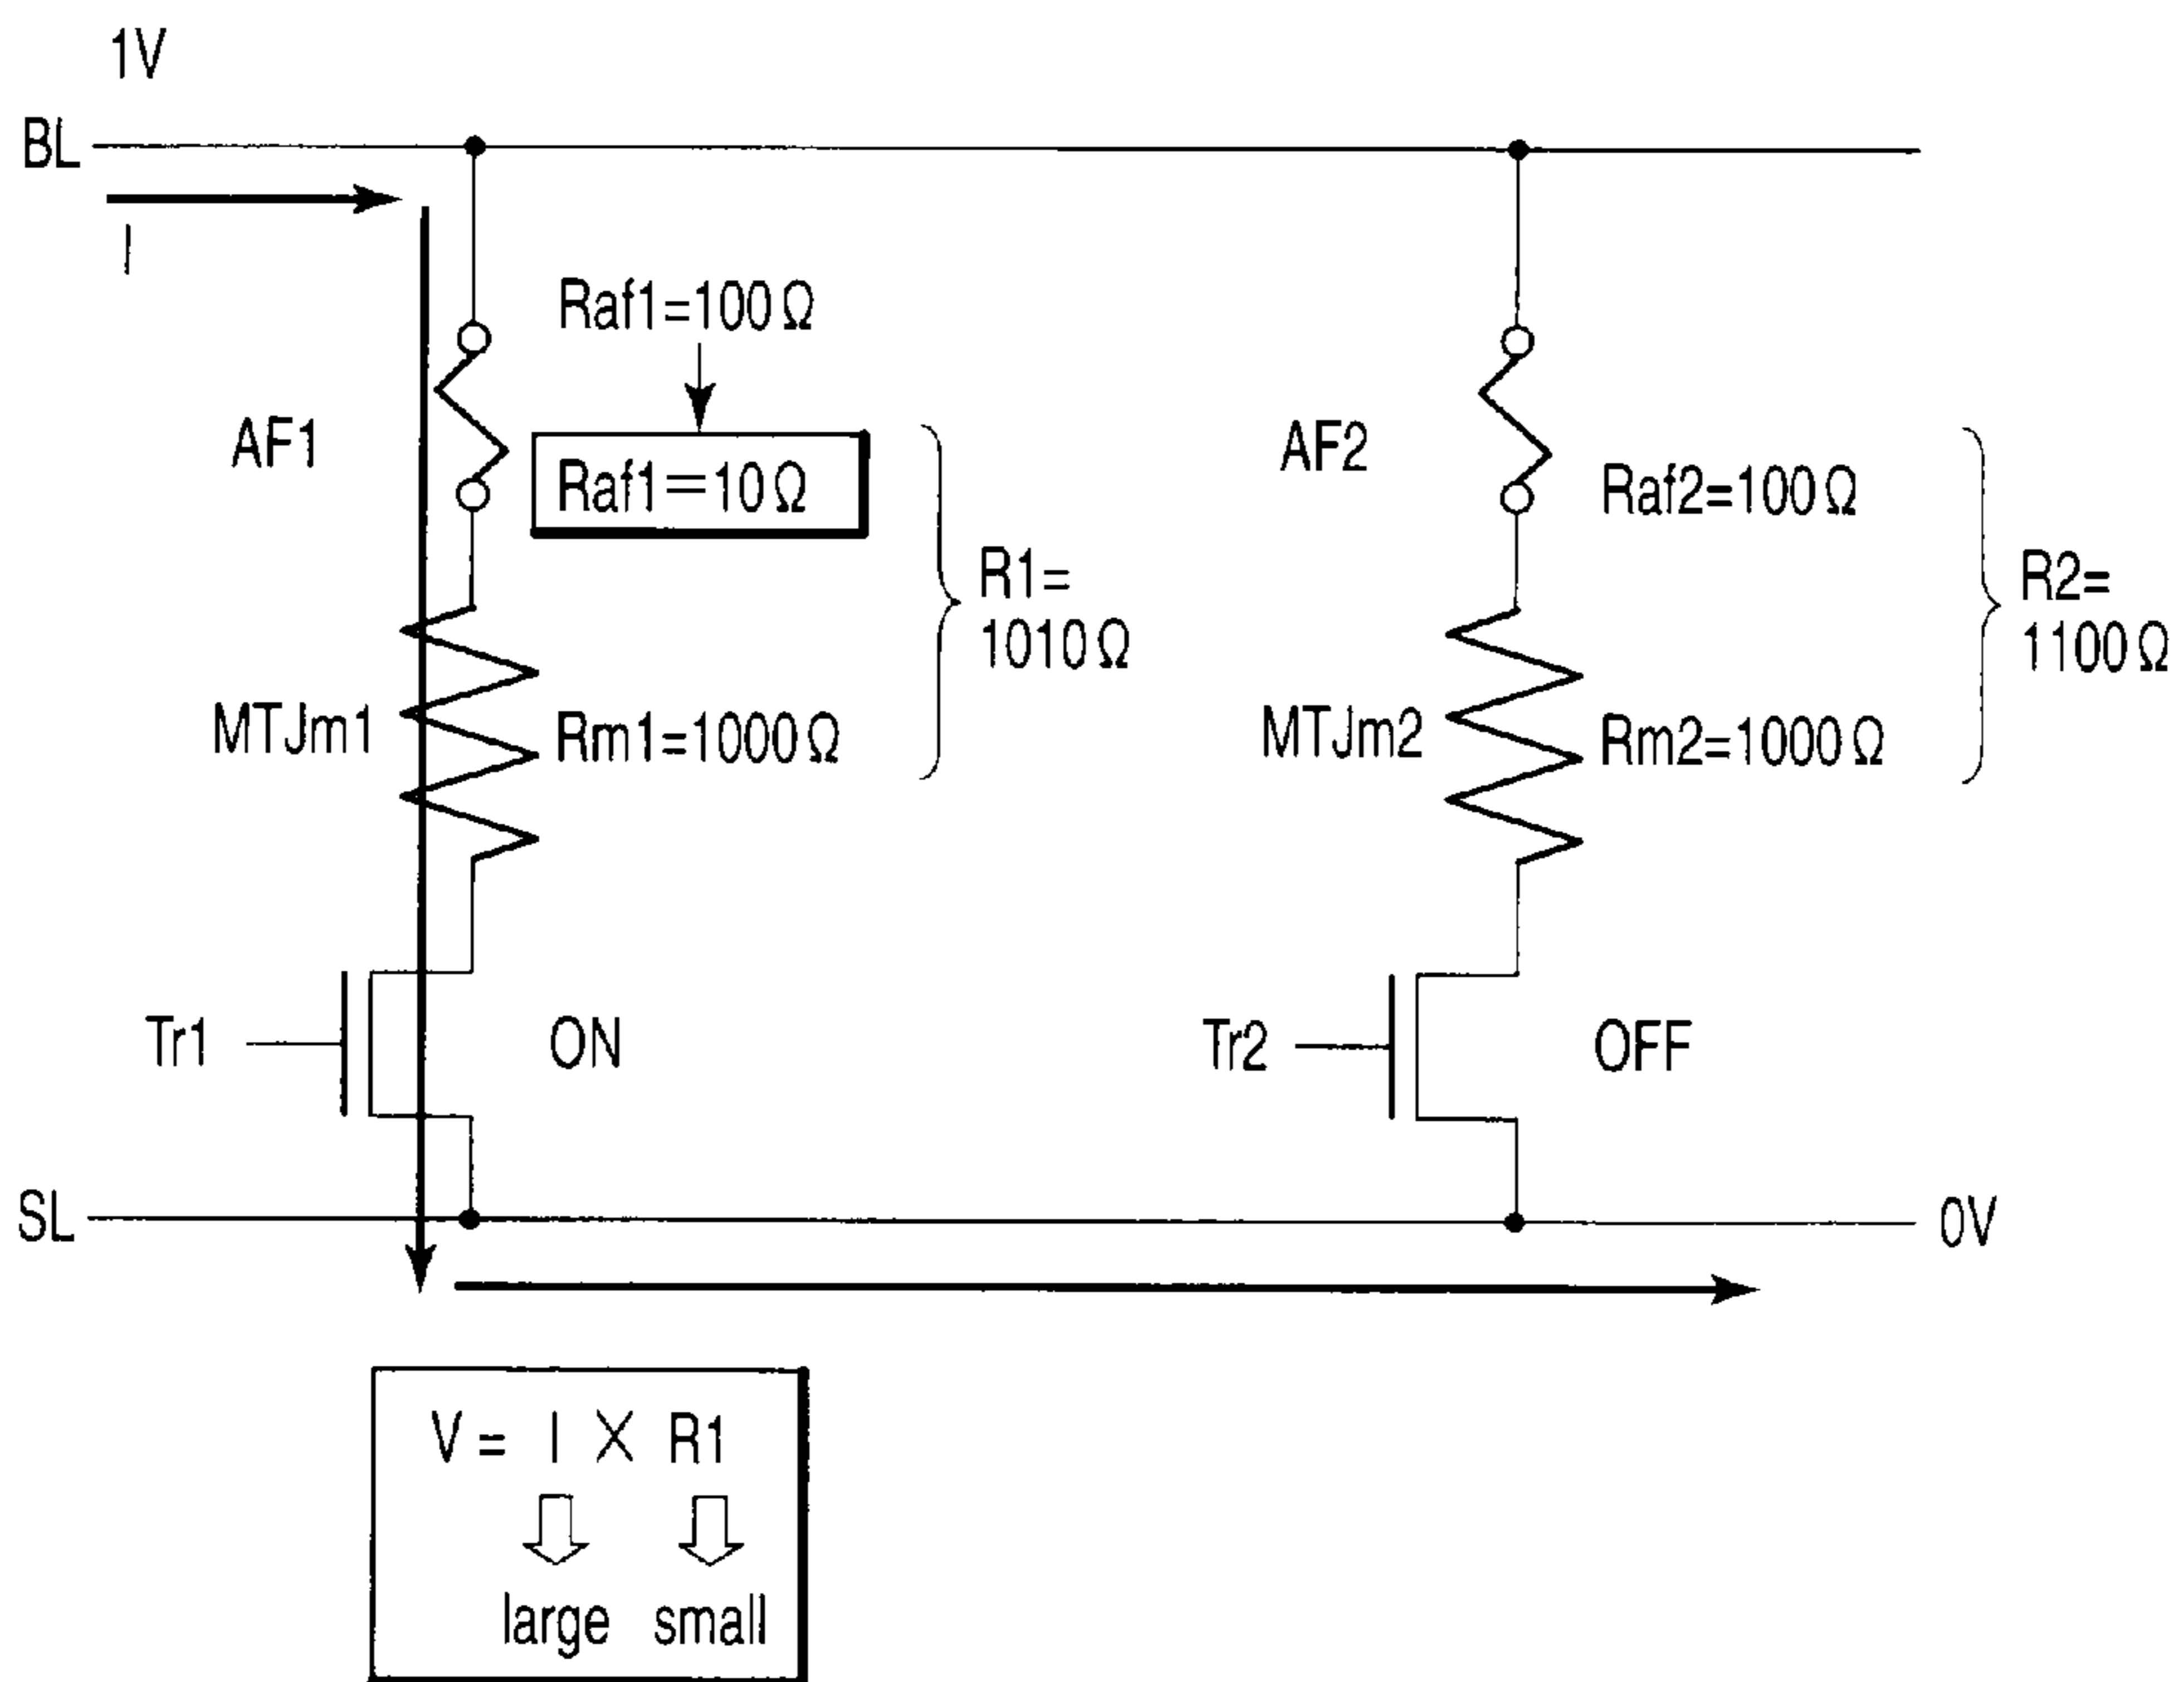 1V
BL
I
Raf1=100Ω
AF1
Raf1=10Ω
R1=
1010Ω
MTJm1
Rm1=1000Ω
AF2
Raf2=100Ω
R2=
1100Ω
MTJm2
Rm2=1000Ω
Tr1
ON
Tr2
OFF
SL
0V
V= I X R1
large small